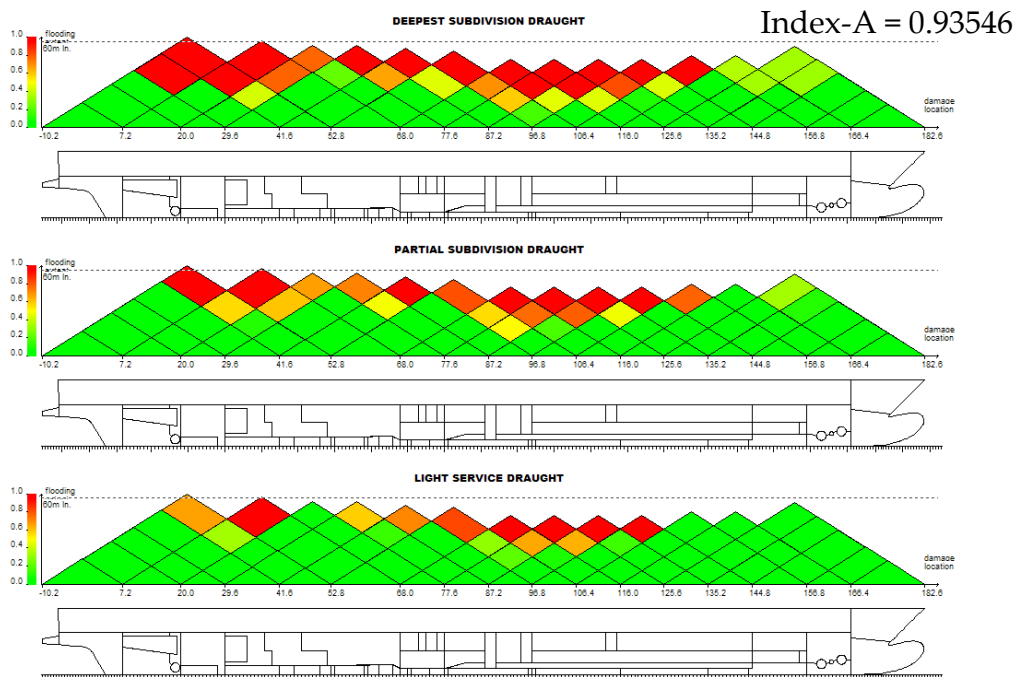 DEEPEST SUBDIVISION DRAUGHT
Index-A = 0.93546
1.0
0.8
0.6
0.4
0.2
0.0
flooding
60m ln.
damage
location
-10.2 7.2 20.0 29.6 41.6 52.8 68.0 77.6 87.2 96.8 106.4 116.0 126.8 135.2 144.8 156.8 166.4 182.6
PARTIAL SUBDIVISION DRAUGHT
1.0
0.8
0.6
0.4
0.2
0.0
flooding
60m ln.
damage
location
-10.2 7.2 20.0 29.6 41.6 52.8 68.0 77.6 87.2 96.8 106.4 116.0 126.8 135.2 144.8 156.8 166.4 182.6
LIGHT SERVICE DRAUGHT
1.0
0.8
0.6
0.4
0.2
0.0
flooding
60m ln.
damage
location
-10.2 7.2 20.0 29.6 41.6 52.8 68.0 77.6 87.2 96.8 106.4 116.0 126.8 135.2 144.8 156.8 166.4 182.6